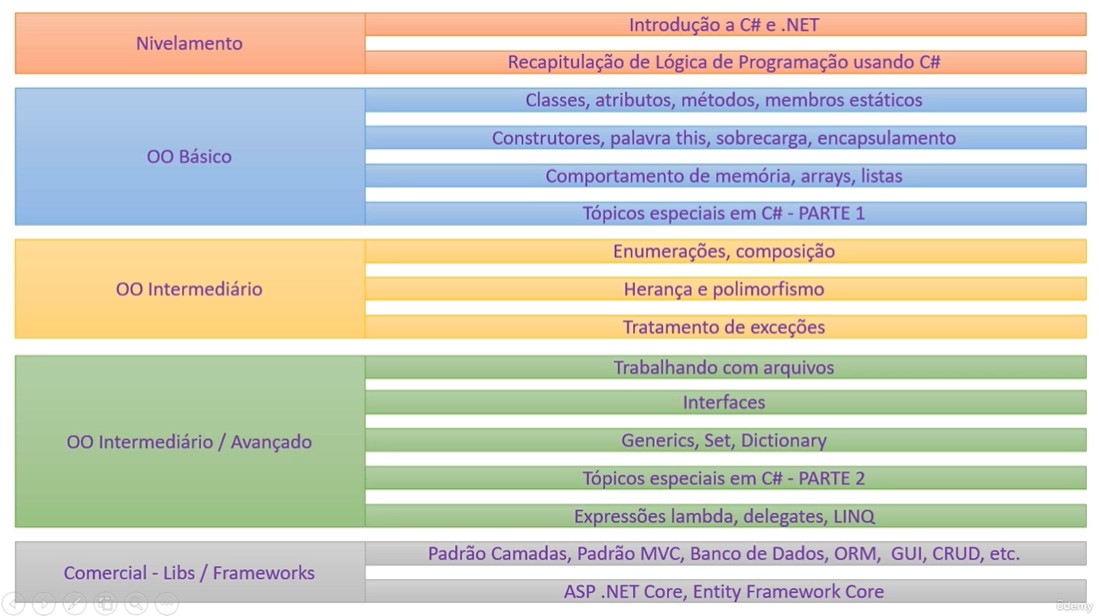 Nivelamento
Introdução a C# e .NET
Recapitulação de Lógica de Programação usando C#
OO Básico
Classes, atributos, métodos, membros estáticos
Construtores, palavra this, sobrecarga, encapsulamento
Comportamento de memória, arrays, listas
Tópicos especiais em C# - PARTE 1
OO Intermediário
Enumerações, composição
Herança e polimorfismo
Tratamento de exceções
OO Intermediário / Avançado
Trabalhando com arquivos
Interfaces
Generics, Set, Dictionary
Tópicos especiais em C# - PARTE 2
Expressões lambda, delegates, LINQ
Comercial - Libs / Frameworks
Padrão Camadas, Padrão MVC, Banco de Dados, ORM,  GUI, CRUD, etc.
ASP .NET Core, Entity Framework Core
ûdemy